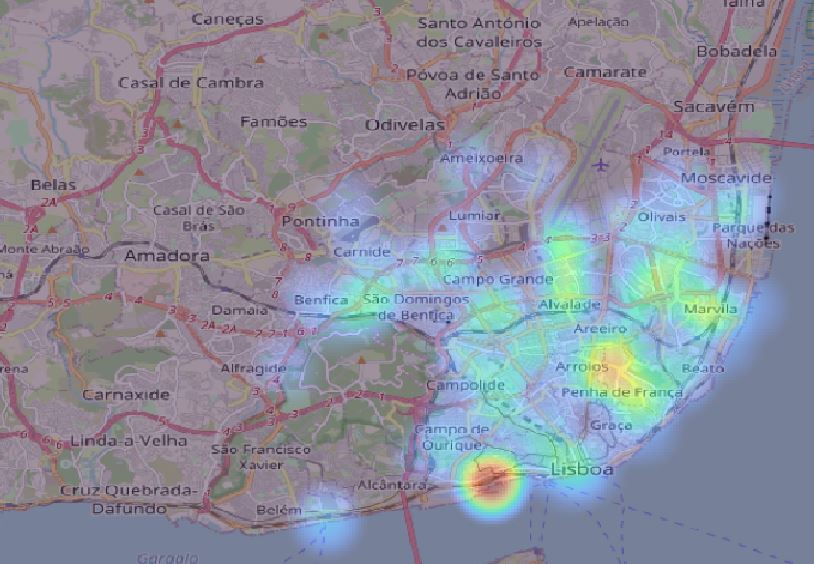 Caneças
Santo António
dos Cavaleiros
Apelação
Bobadela
Casal de Cambra
Póvoa de Santo
Adrião
Camarate
Sacavém
Famões
Odivelas
Ameixoeira
Portela
Moscavide
Belas
2A
Casal de São
Brás
Pontinha
Lumiar
Olivais
Parque das
Nações
Monte Abraão
Amadora
Carnide
Campo Grande
Benfica
São Domingos
de Benfica
Alvalade
Marvila
Damaia
2A
Areeiro
Alfragide
Arroios
Beato
Carnaxide
Campolide
Penha de França
Graça
Linda-a-Velha
Campo de
Ourique
São Francisco
Xavier
Lisboa
Alcântara
Cruz Quebrada-
Dafundo
Belém
Gargalo